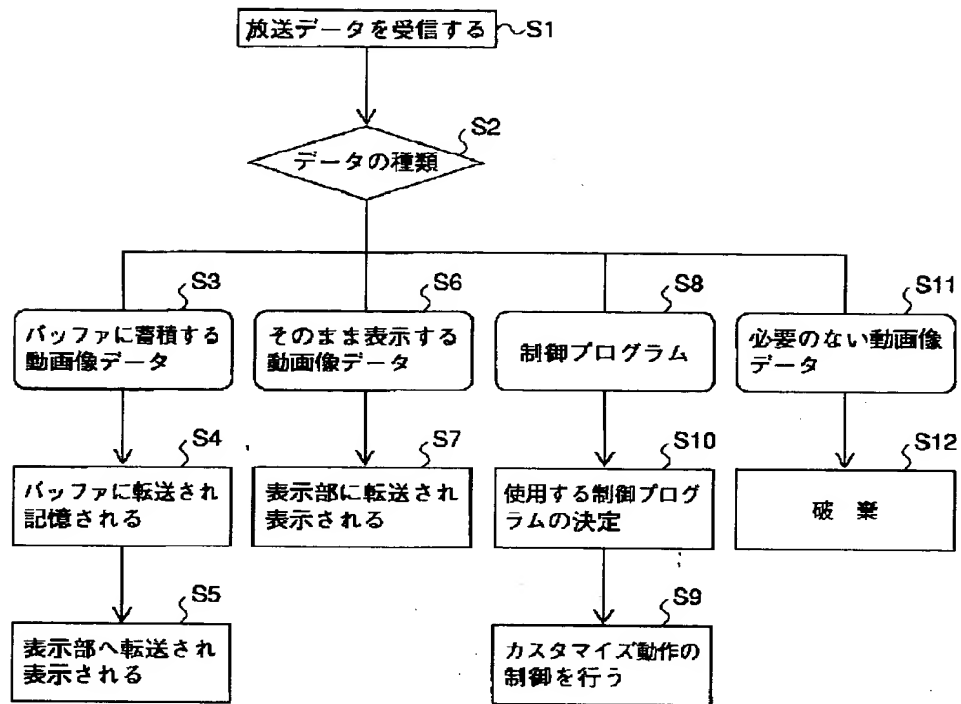 放送データを受信する
S1
S2
データの種類
S3
バッファに蓄積する
動画像データ
S6
そのまま表示する
動画像データ
S8
制御プログラム
S11
必要のない動画像
データ
S4
バッファに転送され
記憶される
S7
表示部に転送され
表示される
S10
使用する制御プログ
ラムの決定
S12
破棄
S5
表示部へ転送され
表示される
S9
カスタマイズ動作の
制御を行う